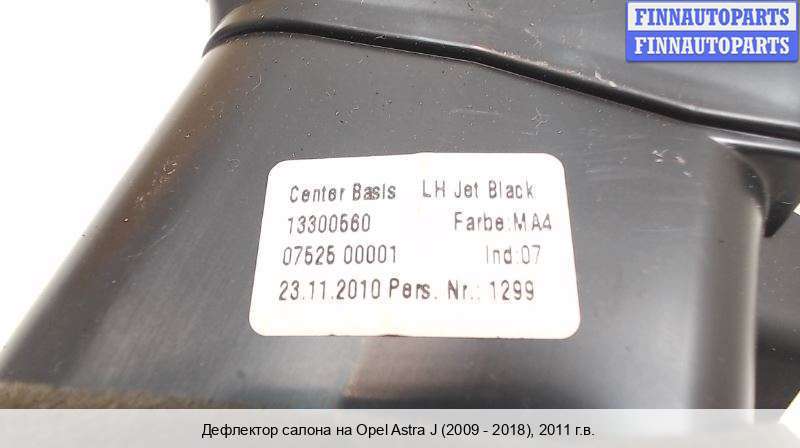 FINNAUTOPARTS
FINNAUTOPARTS
Center Basis LH Jet Black
13300560 Farbe:MA4
07525 00001 Ind:07
23.11.2010 Pers. Nr.: 1299
Дефлектор салона на Opel Astra J (2009 - 2018), 2011 г.в.